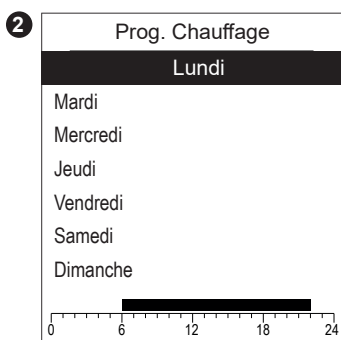 2
Prog. Chauffage
Lundi
Mardi
Mercredi
Jeudi
Vendredi
Samedi
Dimanche
0 6 12 18 24